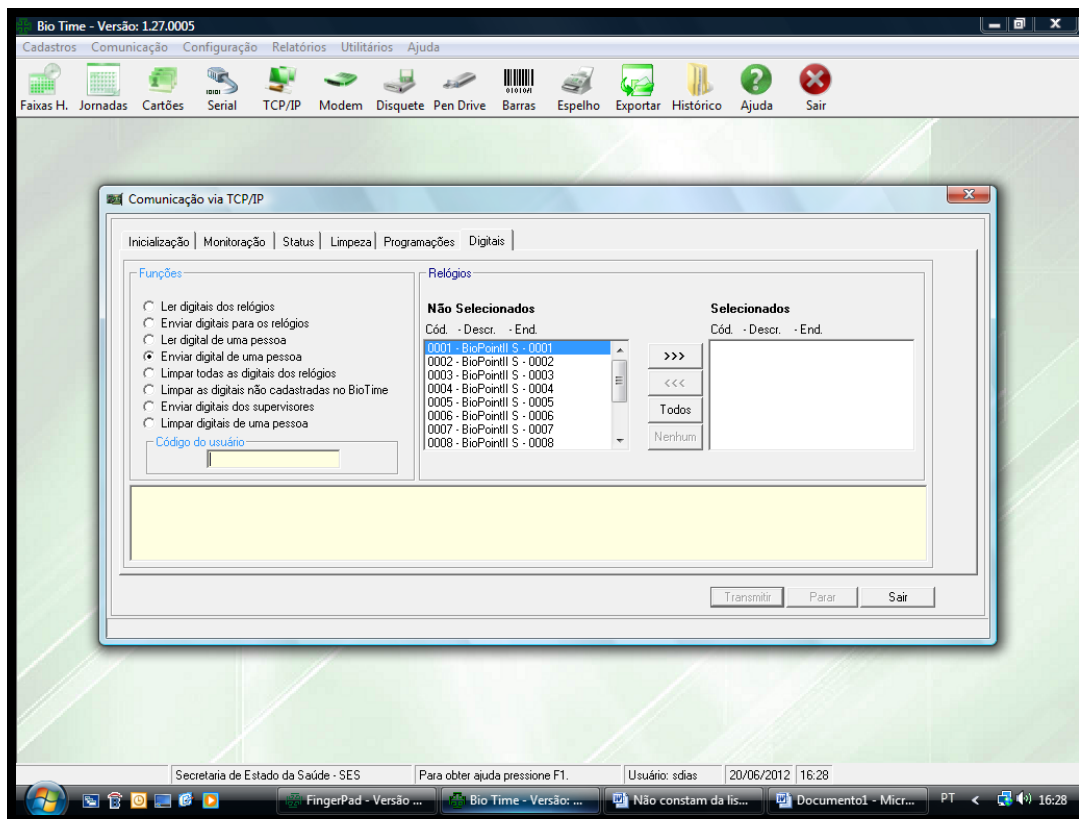 Bio Time - Versão: 1.27.0005
Cadastros Comunicação Configuração Relatórios Utilitários Ajuda
Faixas H. Jornadas Cartões Serial TCP/IP Modem Disquete Pen Drive Barras Espelho Exportar Histórico Ajuda Sair
Comunicação via TCP/IP
Inicialização Monitoração Status Limpeza Programações Digitais
Funções
Ler digitais dos relógios
Enviar digitais para os relógios
Ler digital de uma pessoa
Enviar digital de uma pessoa
Limpar todas as digitais dos relógios
Limpar as digitais não cadastradas no BioTime
Enviar digitais dos supervisores
Limpar digitais de uma pessoa
Código do usuário
Relógios
Não Selecionados
Cód. - Descr. - End.
0001 - BioPointII S - 0001
0002 - BioPointII S - 0002
0003 - BioPointII S - 0003
0004 - BioPointII S - 0004
0005 - BioPointII S - 0005
0006 - BioPointII S - 0006
0007 - BioPointII S - 0007
0008 - BioPointII S - 0008
>>>
<<<
Todos
Nenhum
Selecionados
Cód. - Descr. - End.
Transmitir Parar Sair
Secretaria de Estado da Saúde - SES Para obter ajuda pressione F1. Usuário: sdias 20/06/2012 16:28
FingerPad - Versão ... Bio Time - Versão: ... Não constam da lis... Documento1 - Micr... PT 16:28